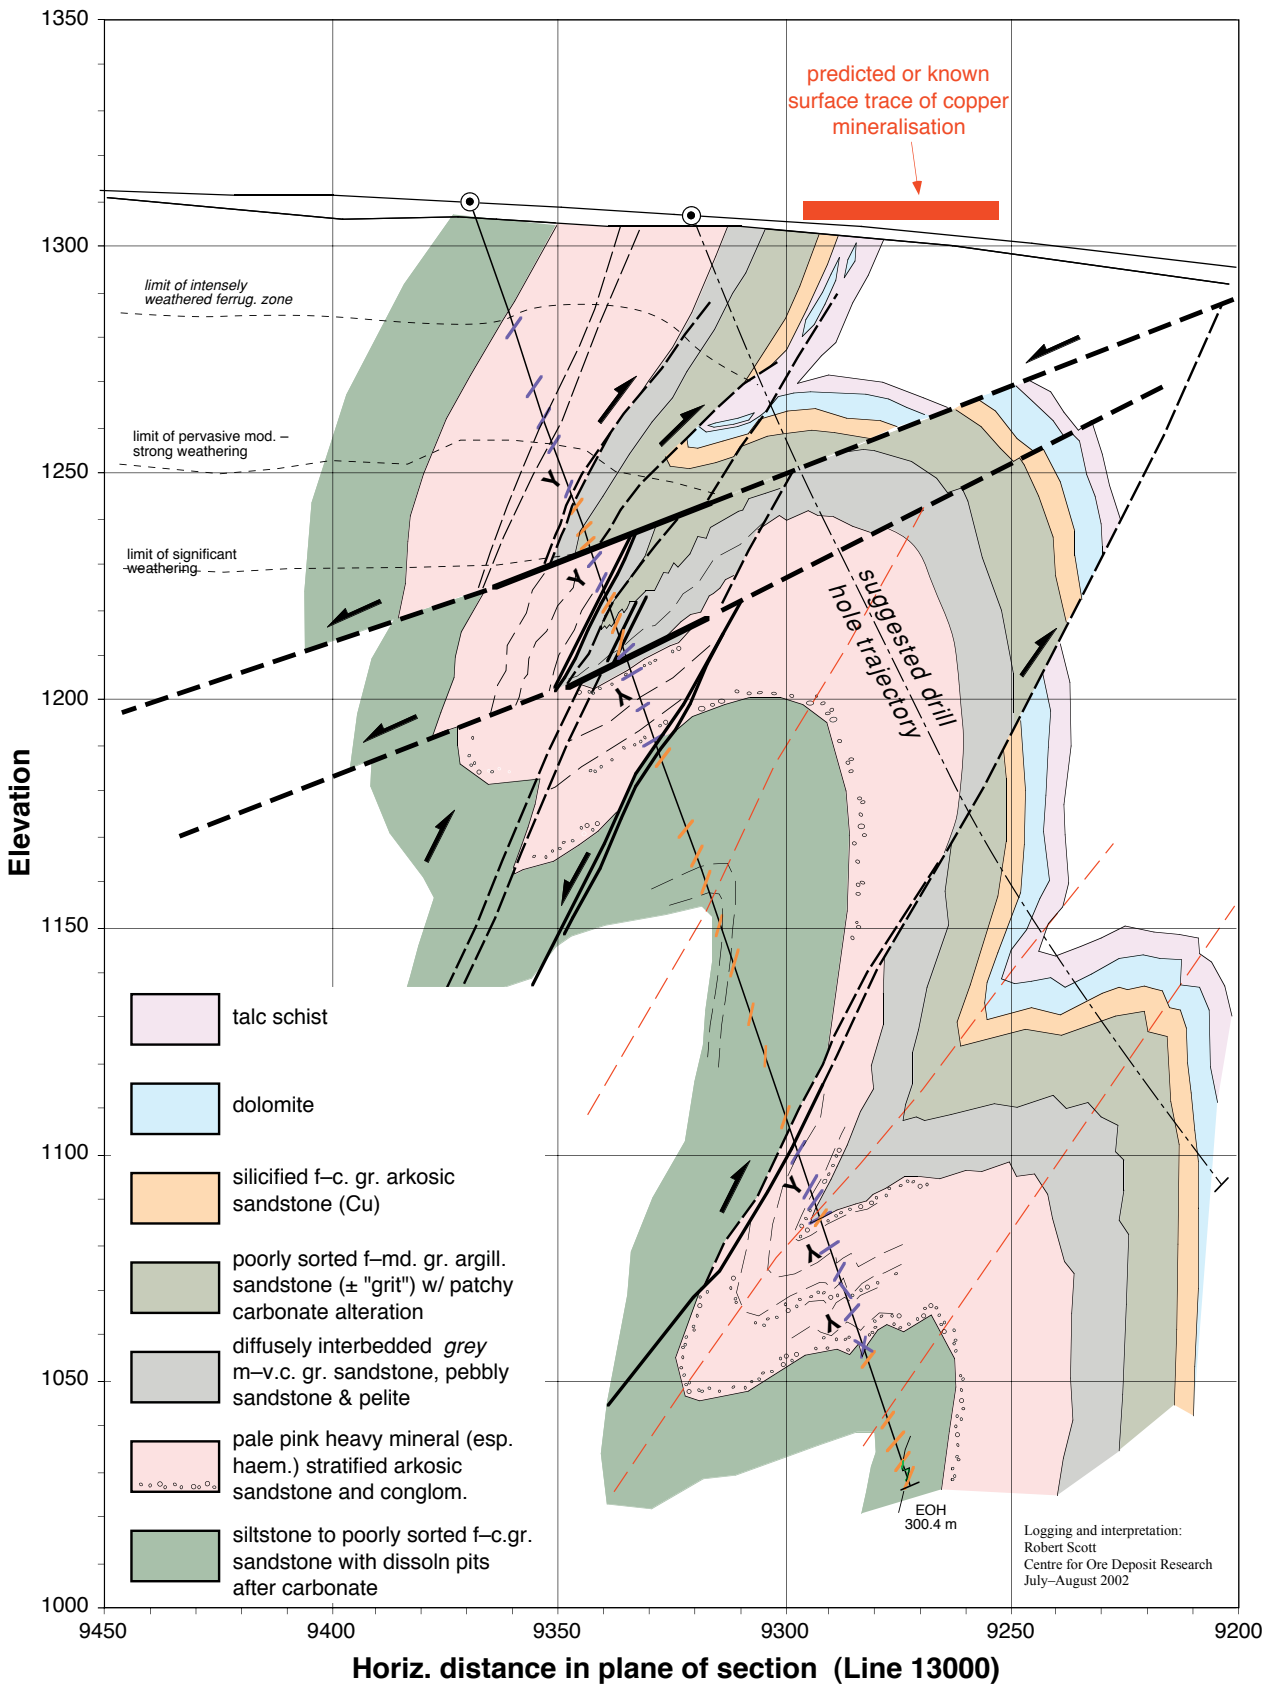 1350
predicted or known
surface trace of copper
mineralisation
1300
limit of intensely
weathered ferrug. zone
limit of pervasive mod. –
strong weathering
1250
limit of significant
weathering
suggested drill
hole trajectory
1200
Elevation
1150
talc schist
dolomite
1100
silicified f–c. gr. arkosic
sandstone (Cu)
poorly sorted f–md. gr. argill.
sandstone (± "grit") w/ patchy
carbonate alteration
diffusely interbedded grey
m–v.c. gr. sandstone, pebbly
sandstone & pelite
1050
pale pink heavy mineral (esp.
haem.) stratified arkosic
sandstone and conglom.
siltstone to poorly sorted f–c.gr.
sandstone with dissoln pits
after carbonate
EOH
300.4 m
Logging and interpretation:
Robert Scott
Centre for Ore Deposit Research
July–August 2002
1000
9450
9400
9350
9300
9250
9200
Horiz. distance in plane of section (Line 13000)